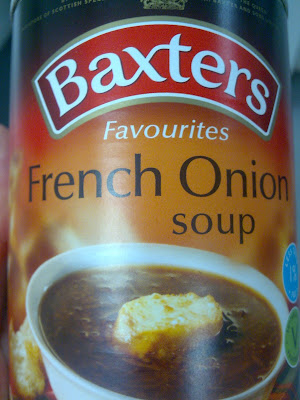 Baxters
Favourites
French Onion
soup
V